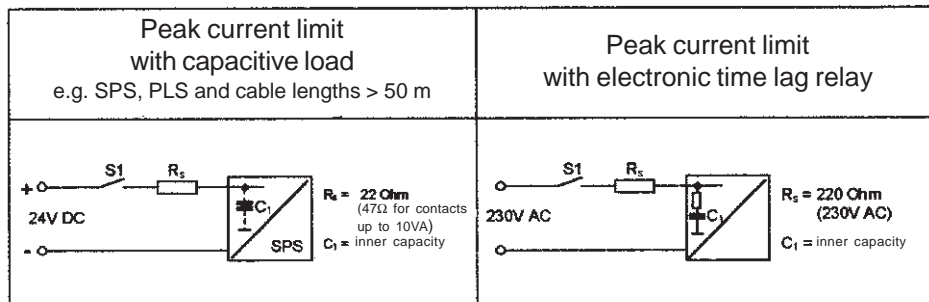 Peak current limit
with capacitive load
e.g. SPS, PLS and cable lengths > 50 m
Peak current limit
with electronic time lag relay
S1
Rs
+
24V DC
-
C1
SPS
Rs = 22 Ohm
(47Ω for contacts
up to 10VA)
C1 = inner capacity
S1
Rs
230V AC
C1
Rs = 220 Ohm
(230V AC)
C1 = inner capacity